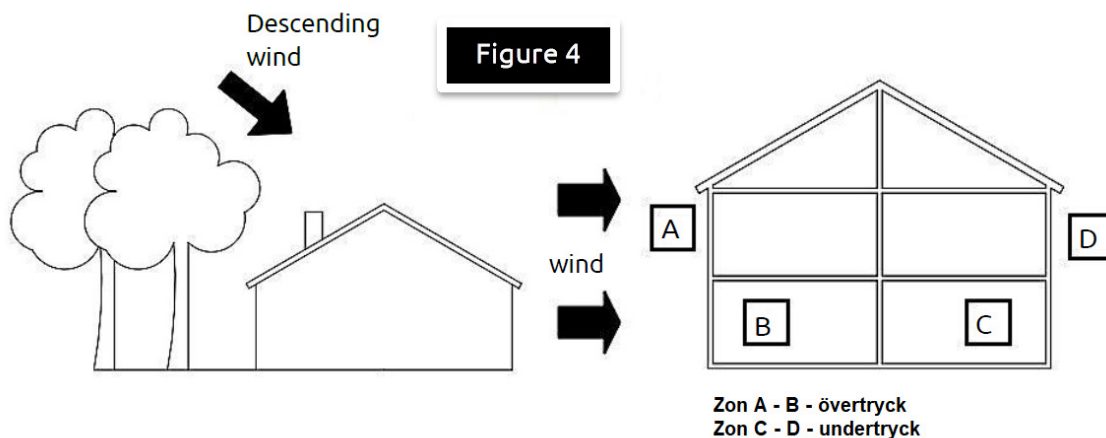 Descending
wind
Figure 4
A
D
wind
B
C
Zon A - B - övertryck
Zon C - D - undertryck